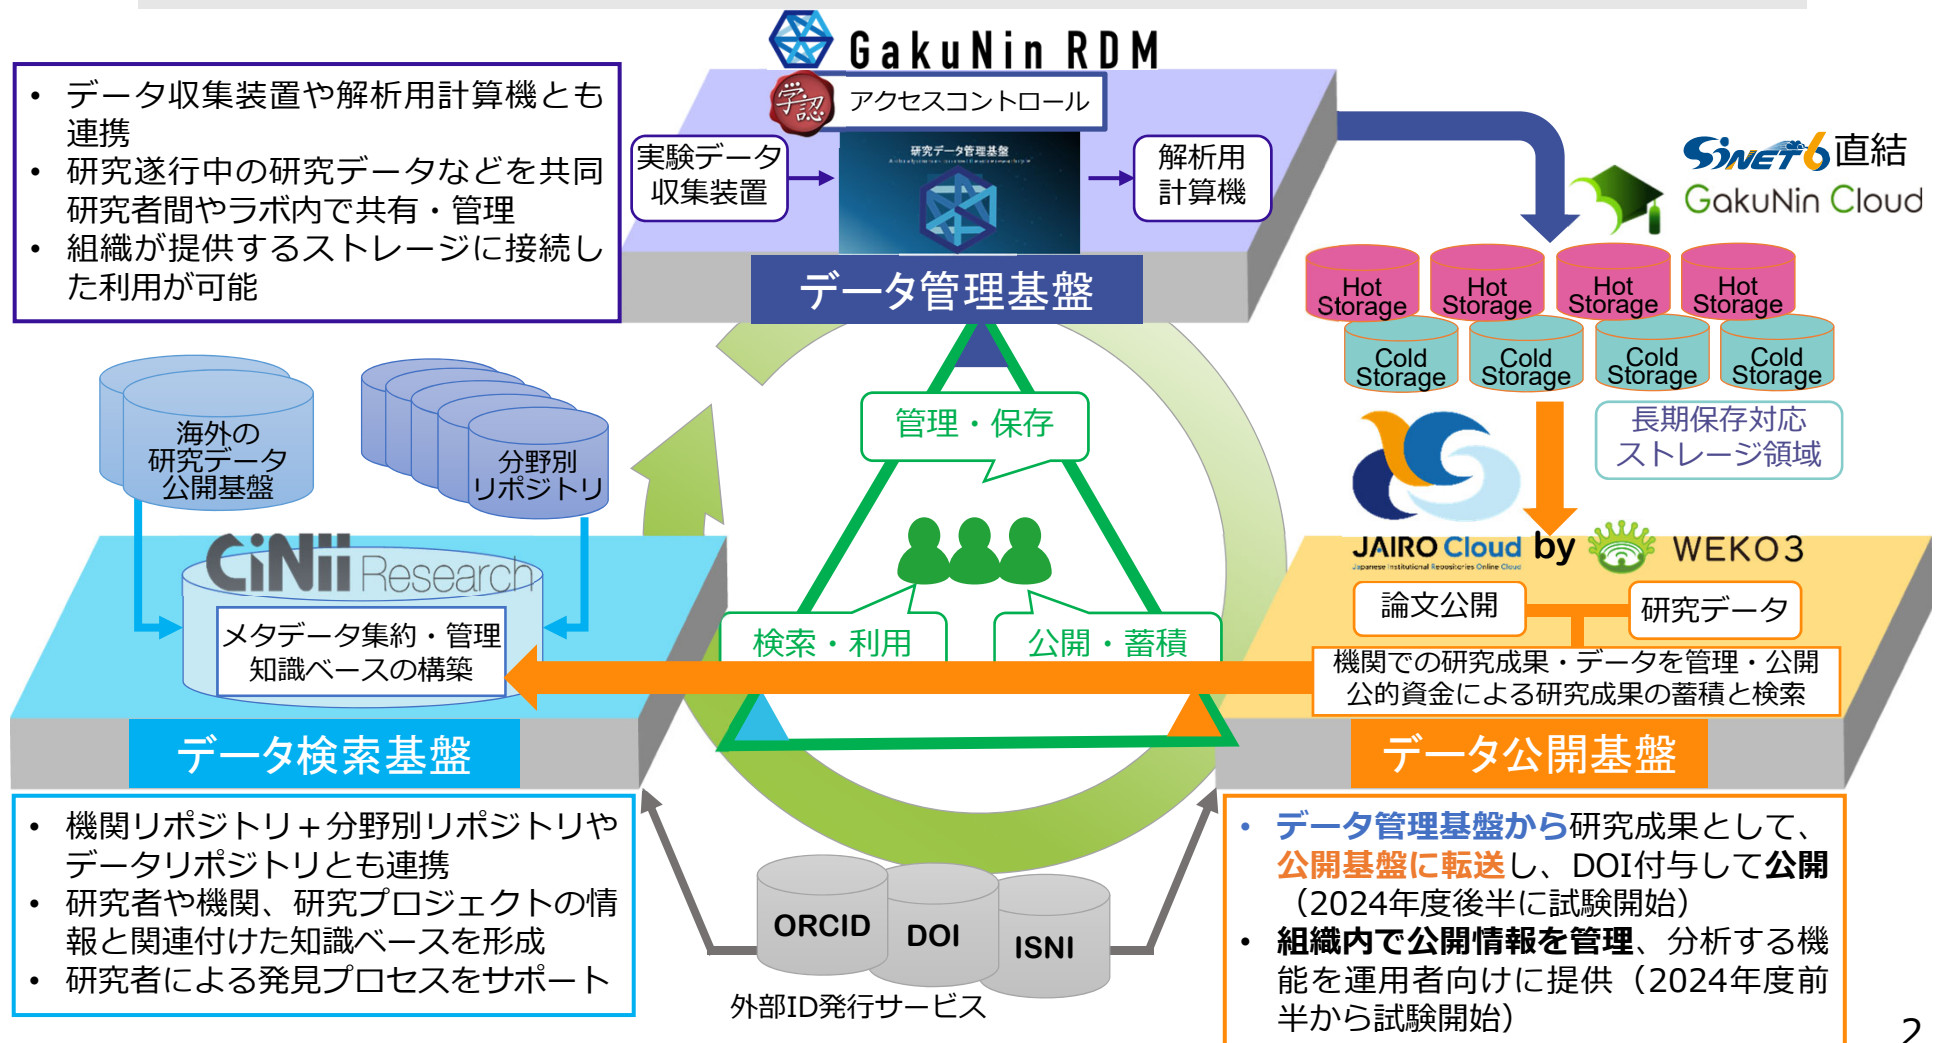 GakuNin RDM
学認
アクセスコントロール
• データ収集装置や解析用計算機とも
連携
• 研究遂行中の研究データなどを共同
研究者間やラボ内で共有・管理
• 組織が提供するストレージに接続し
た利用が可能
実験データ
収集装置
研究データ管理基盤
解析用
計算機
データ管理基盤
SINET6直結
GakuNin Cloud
Hot
Storage
Hot
Storage
Hot
Storage
Hot
Storage
Cold
Storage
Cold
Storage
Cold
Storage
Cold
Storage
長期保存対応
ストレージ領域
海外の
研究データ
公開基盤
分野別
リポジトリ
管理・保存
検索・利用
公開・蓄積
CiNii Research
メタデータ集約・管理
知識ベースの構築
データ検索基盤
JAIRO Cloud by WEKO3
Japanese Institutional Repositories Online Cloud
論文公開
研究データ
機関での研究成果・データを管理・公開
公的資金による研究成果の蓄積と検索
データ公開基盤
• 機関リポジトリ＋分野別リポジトリや
データリポジトリとも連携
• 研究者や機関、研究プロジェクトの情
報と関連付けた知識ベースを形成
• 研究者による発見プロセスをサポート
ORCID
DOI
ISNI
外部ID発行サービス
• データ管理基盤から研究成果として、
公開基盤に転送し、DOI付与して公開
（2024年度後半に試験開始）
• 組織内で公開情報を管理、分析する機
能を運用者向けに提供（2024年度前
半から試験開始）
2